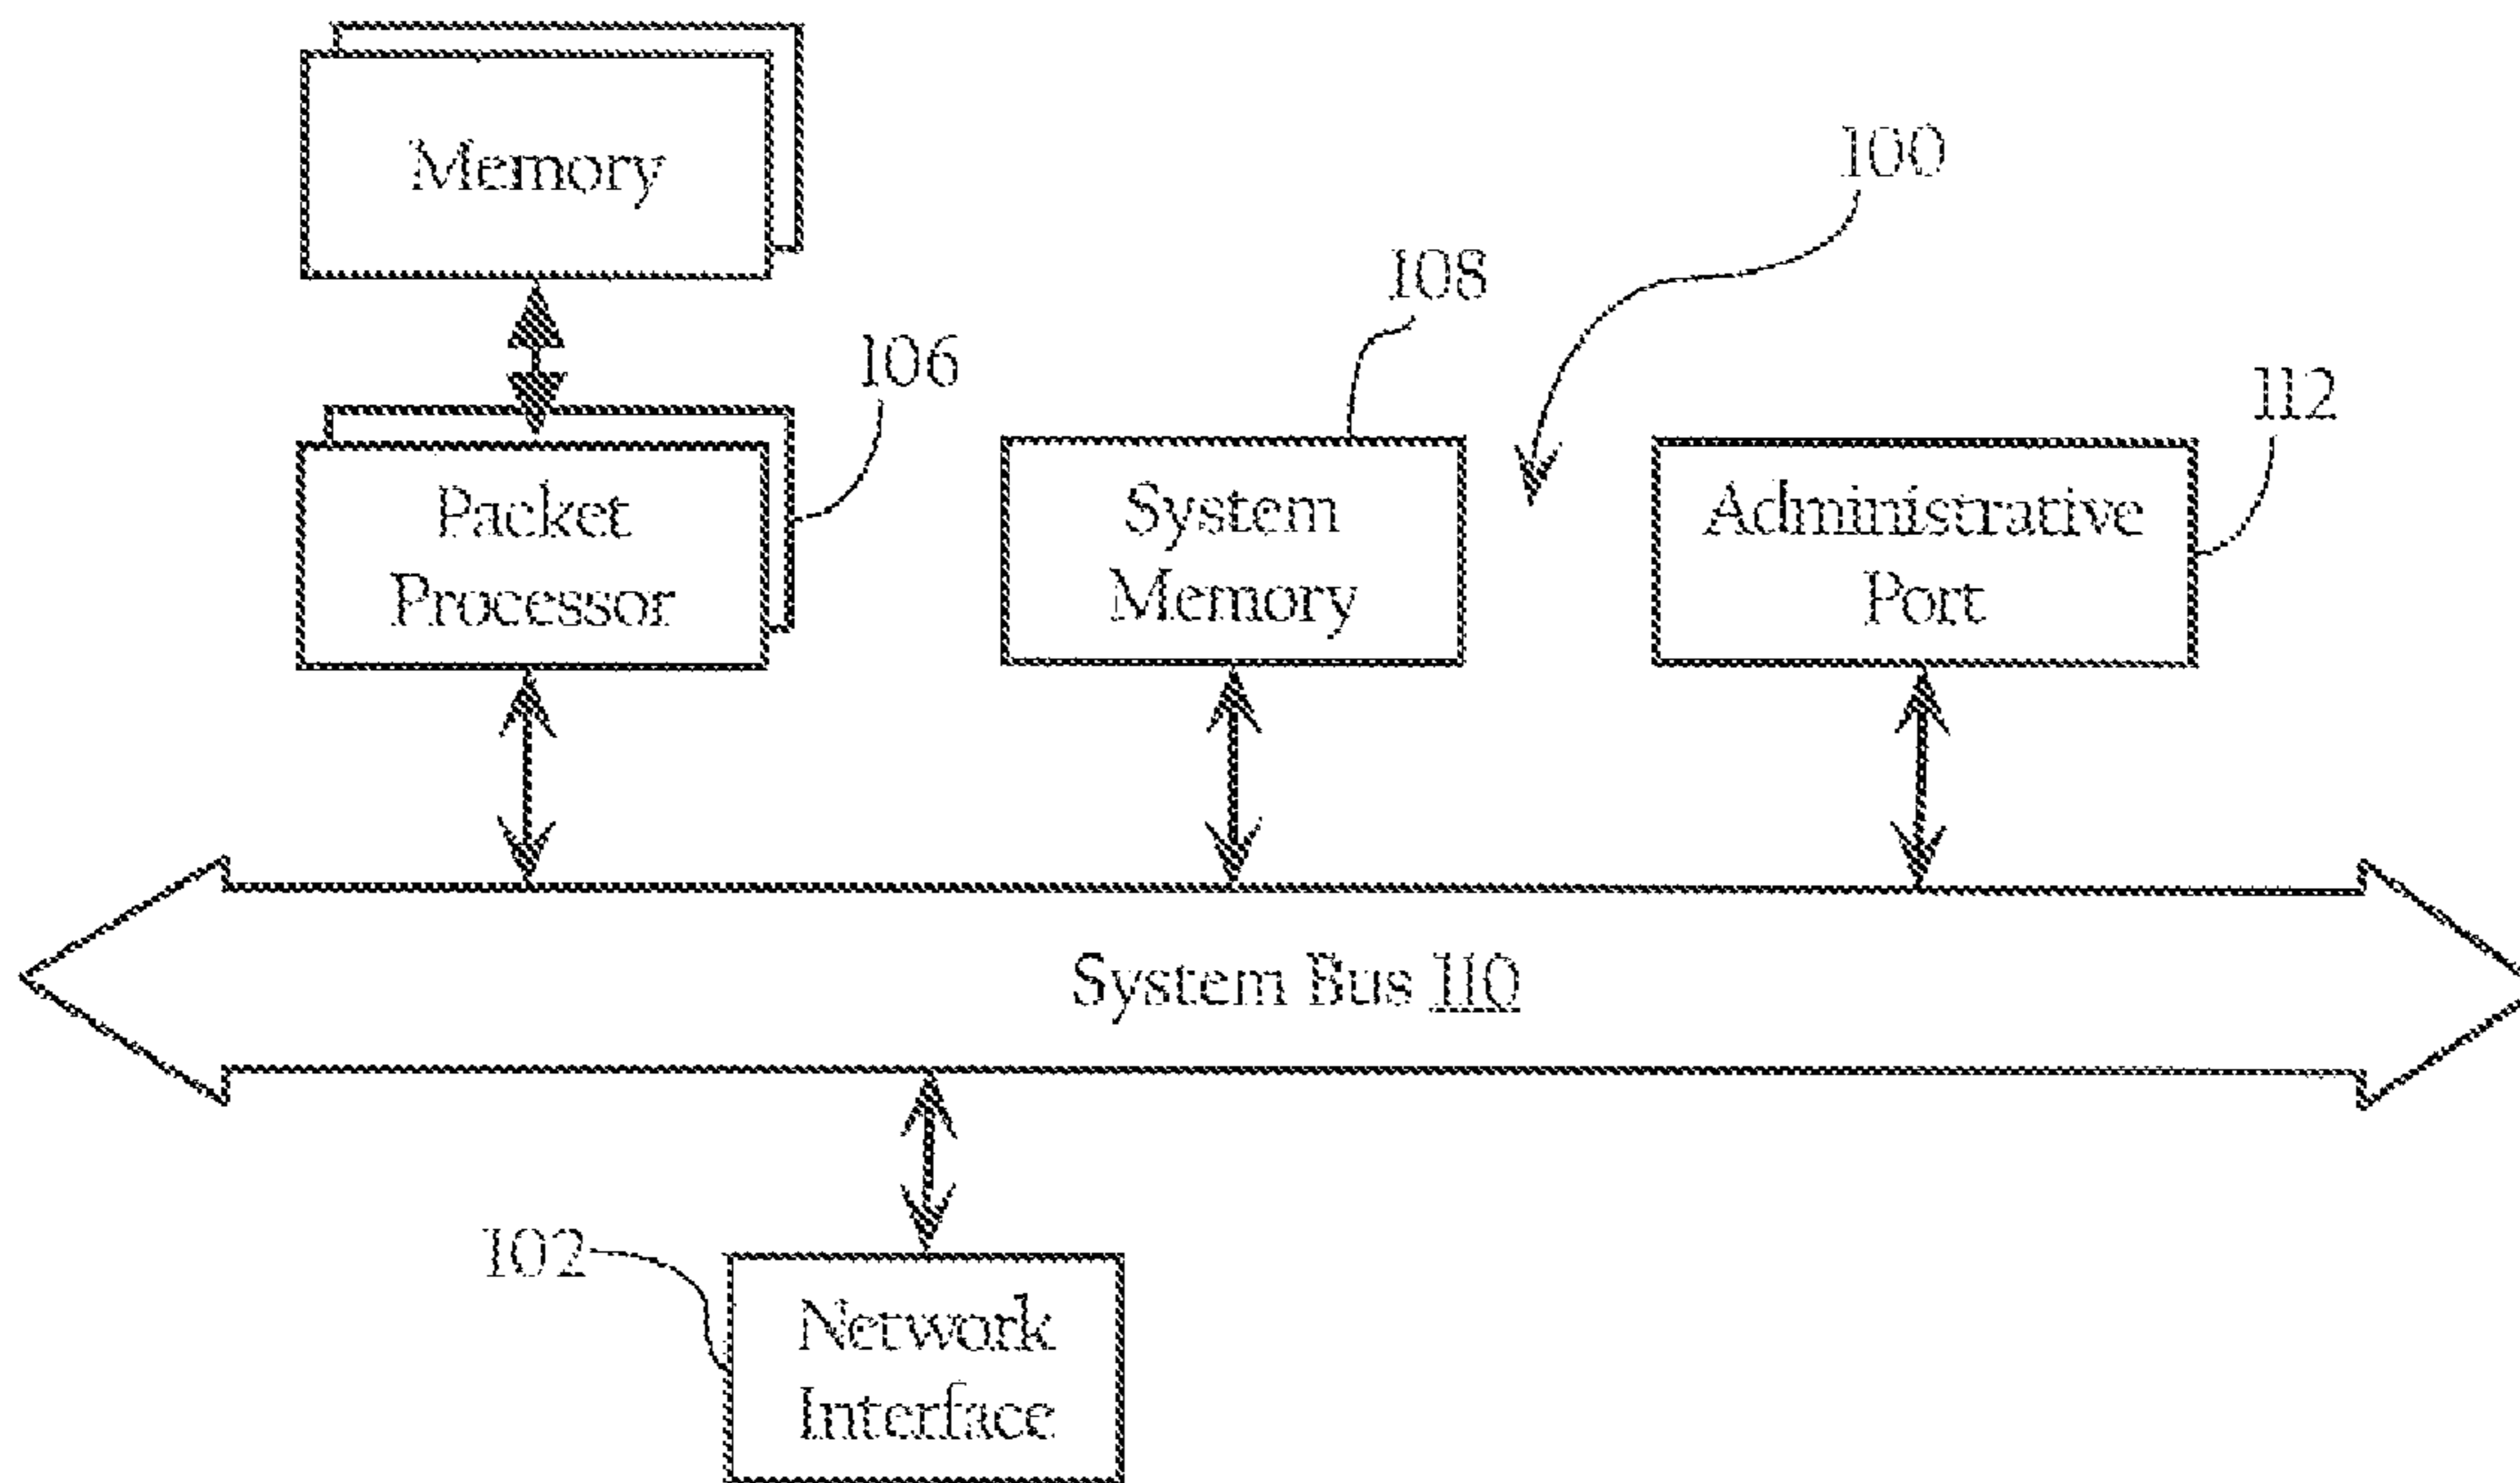 Memory
100
108
106
112
Packet
Processor
System
Memory
Administrative
Port
System Bus 110
102
Network
Interface